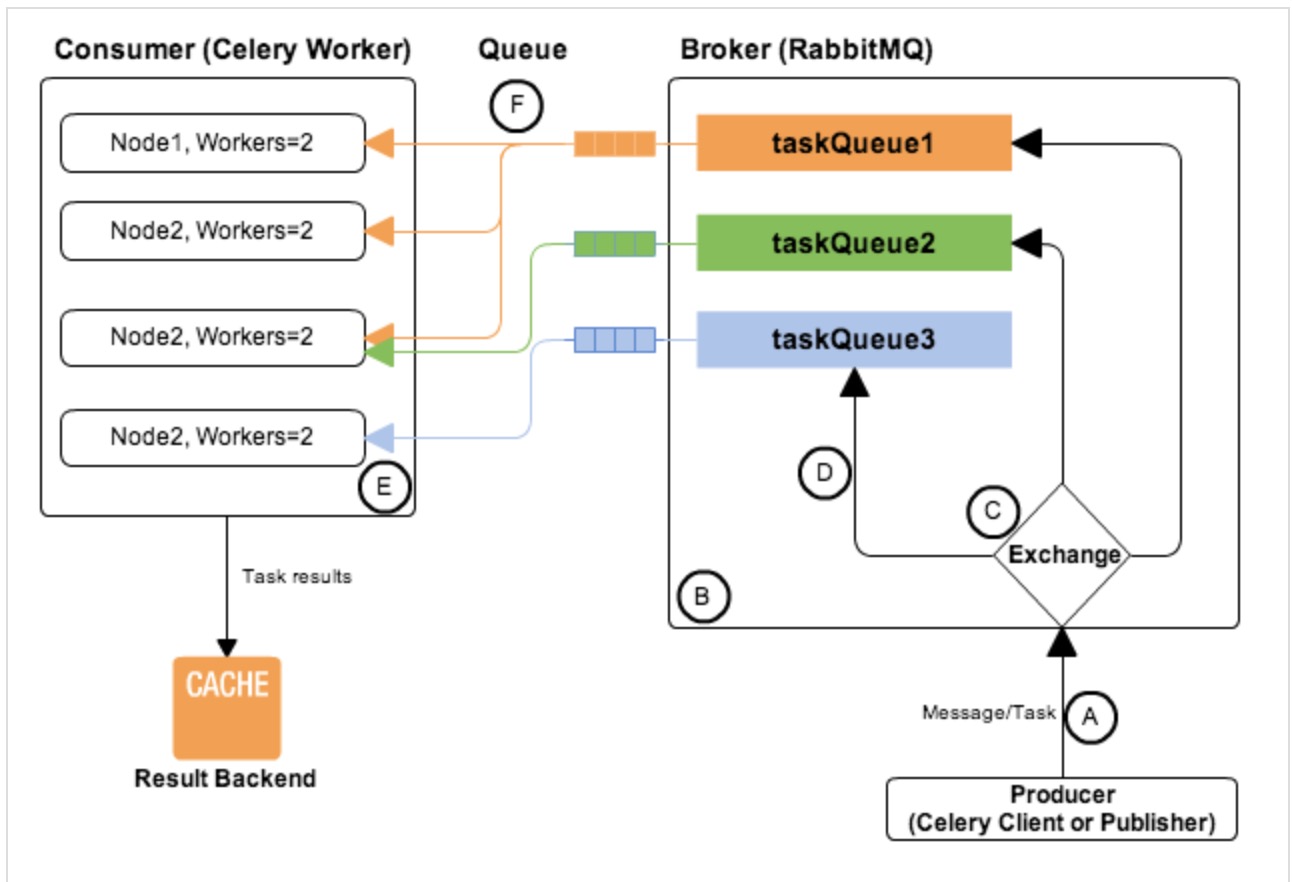 Consumer (Celery Worker)
Queue
Broker (RabbitMQ)
F
Node1, Workers=2
taskQueue1
Node2, Workers=2
taskQueue2
Node2, Workers=2
taskQueue3
Node2, Workers=2
E
D
C
Exchange
Task results
B
CACHE
Result Backend
Message/Task
A
Producer
(Celery Client or Publisher)